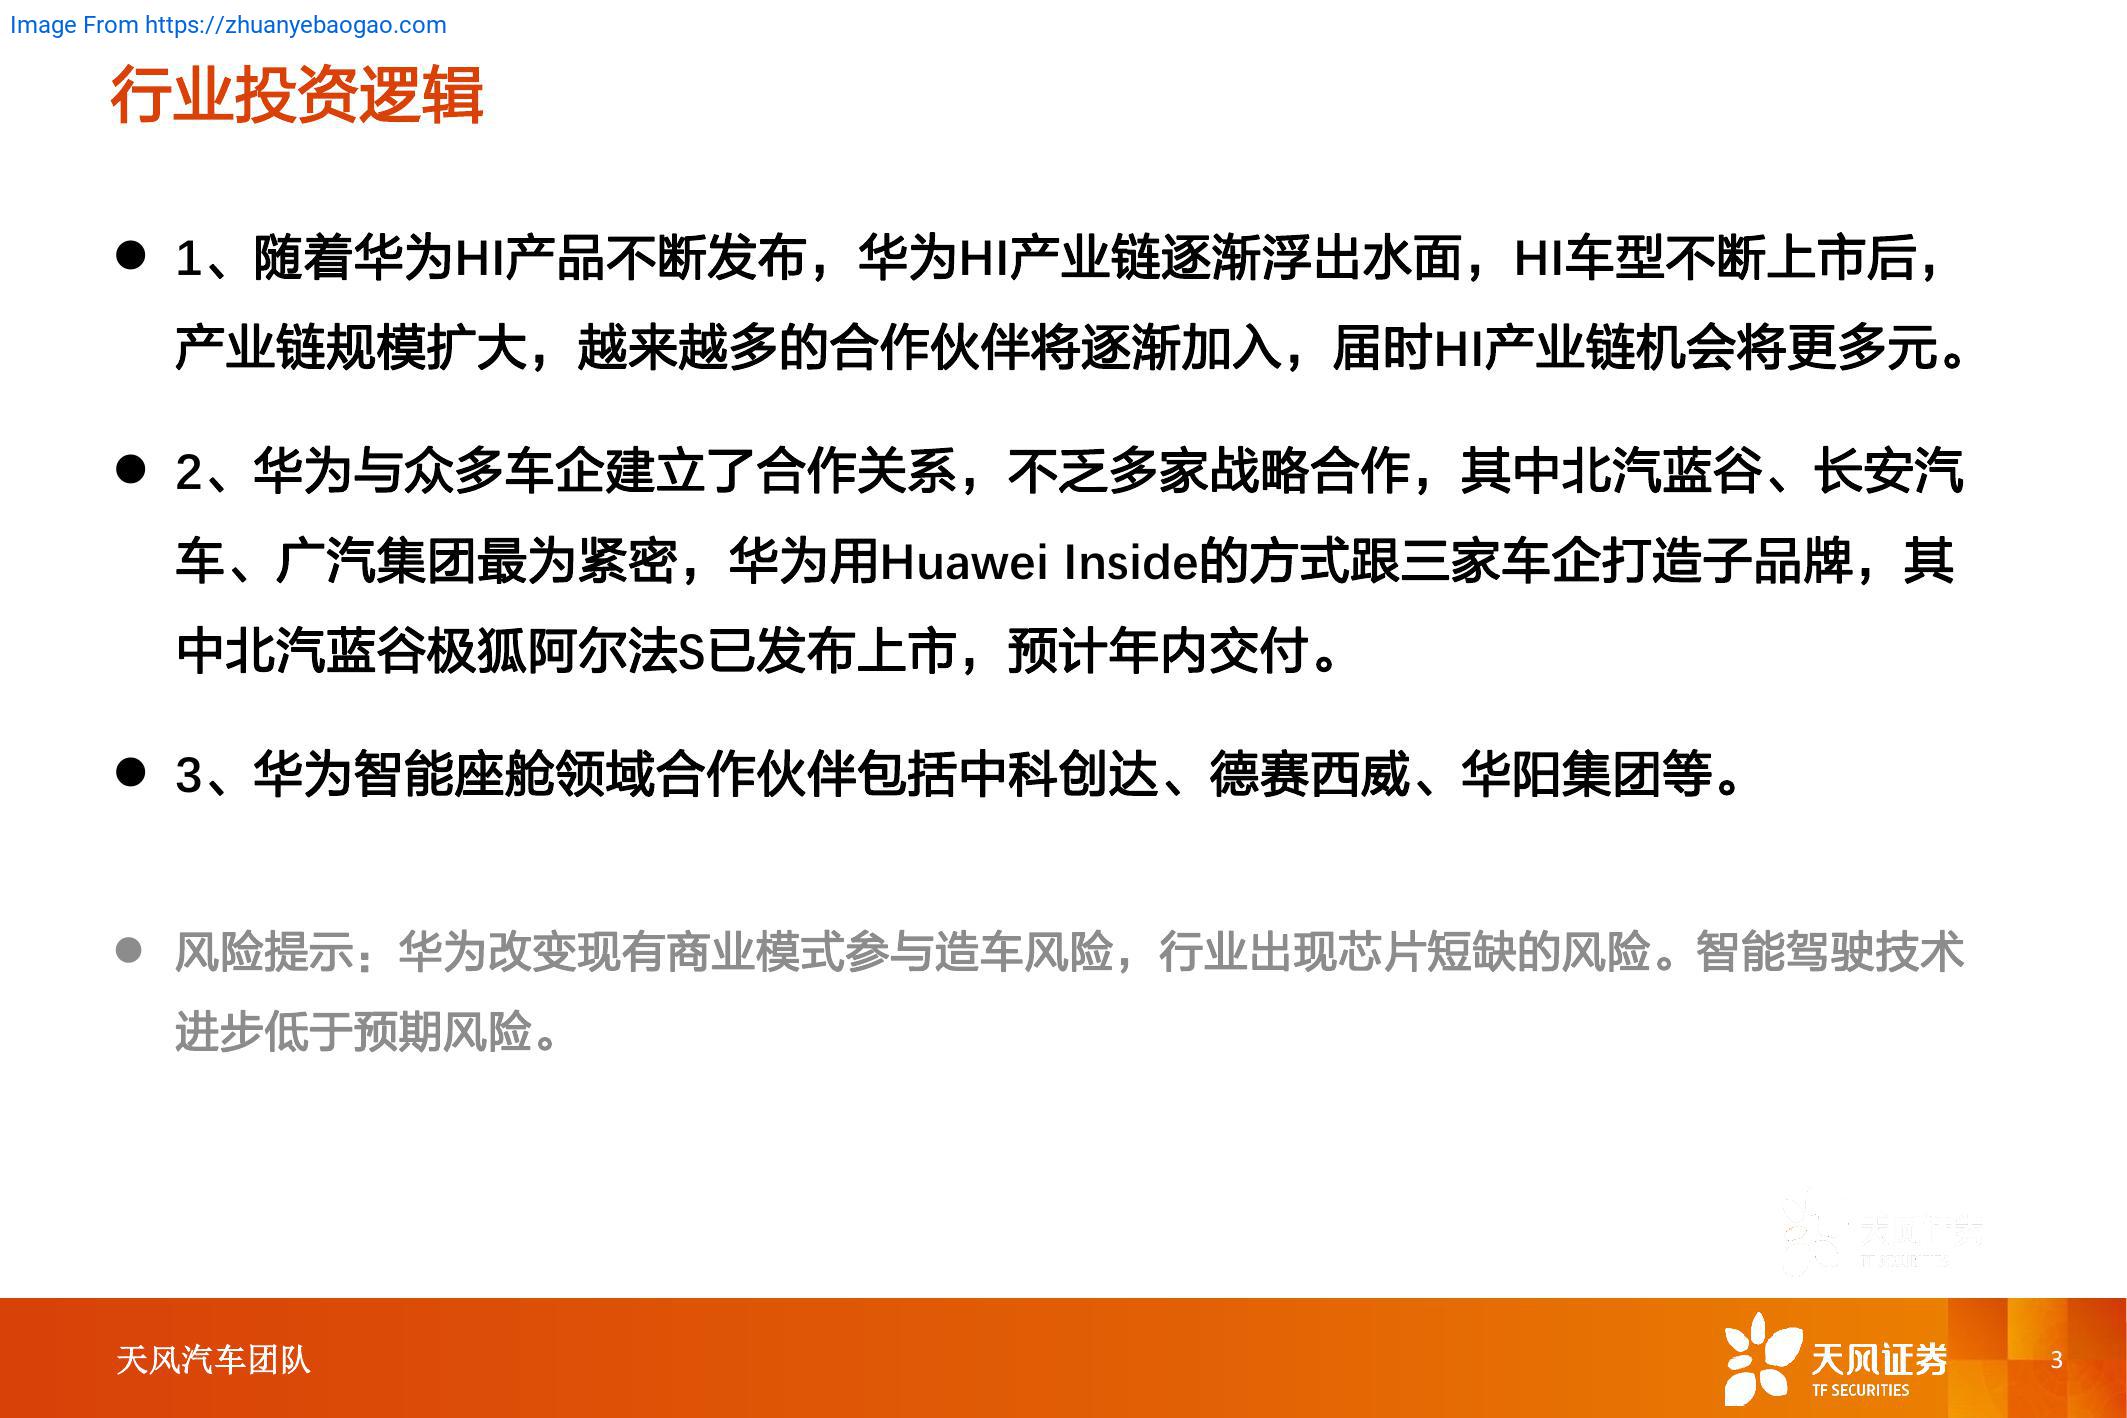 Image From https://zhuanyebaogao.com
行业投资逻辑
● 1、随着华为HI产品不断发布，华为HI产业链逐渐浮出水面，HI车型不断上市后，
产业链规模扩大，越来越多的合作伙伴将逐渐加入，届时HI产业链机会将更多元。
● 2、华为与众多车企建立了合作关系，不乏多家战略合作，其中北汽蓝谷、长安汽
车、广汽集团最为紧密，华为用Huawei Inside的方式跟三家车企打造子品牌，其
中北汽蓝谷极狐阿尔法S已发布上市，预计年内交付。
● 3、华为智能座舱领域合作伙伴包括中科创达、德赛西威、华阳集团等。
● 风险提示：华为改变现有商业模式参与造车风险，行业出现芯片短缺的风险。智能驾驶技术
进步低于预期风险。
天风证券
TF SECURITIES
天风汽车团队
天风证券
TF SECURITIES
3